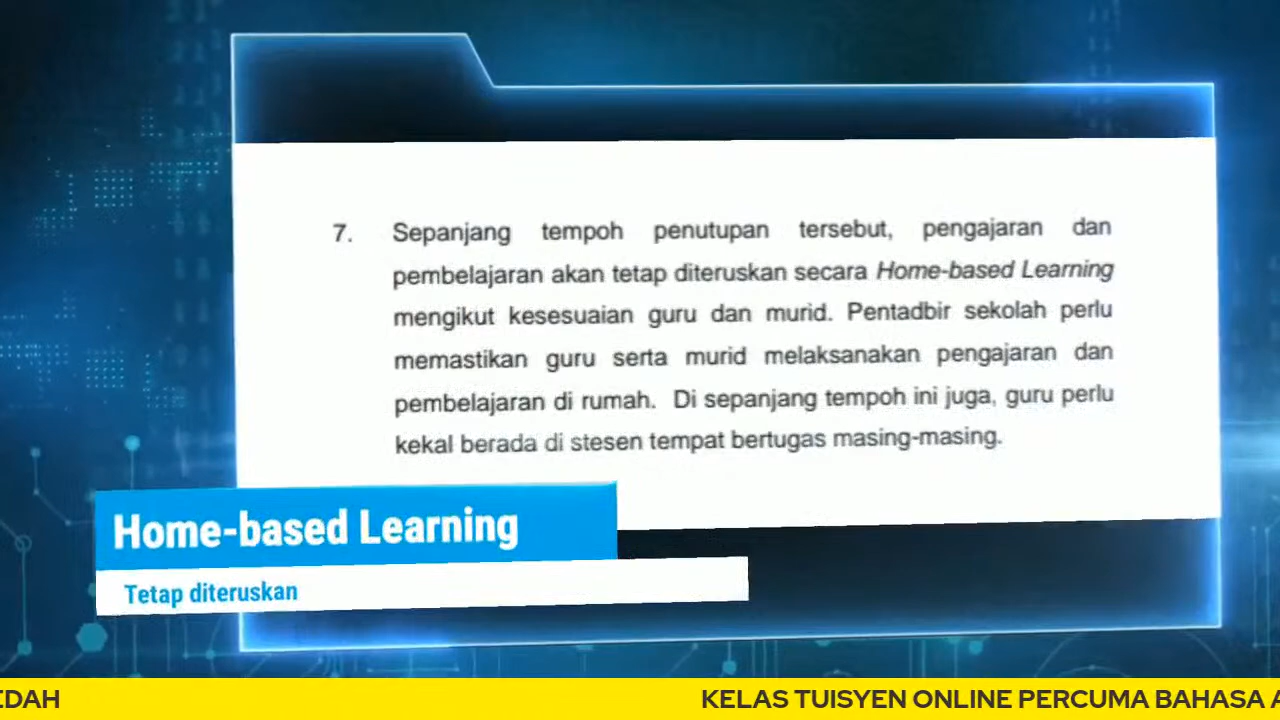 7. Sepanjang tempoh penutupan tersebut, pengajaran dan
pembelajaran akan tetap diteruskan secara Home-based Learning
mengikut kesesuaian guru dan murid. Pentadbir sekolah perlu
memastikan guru serta murid melaksanakan pengajaran dan
pembelajaran di rumah. Di sepanjang tempoh ini juga, guru perlu
kekal berada di stesen tempat bertugas masing-masing.
Home-based Learning
Tetap diteruskan
EDAH KELAS TUISYEN ONLINE PERCUMA BAHASA A